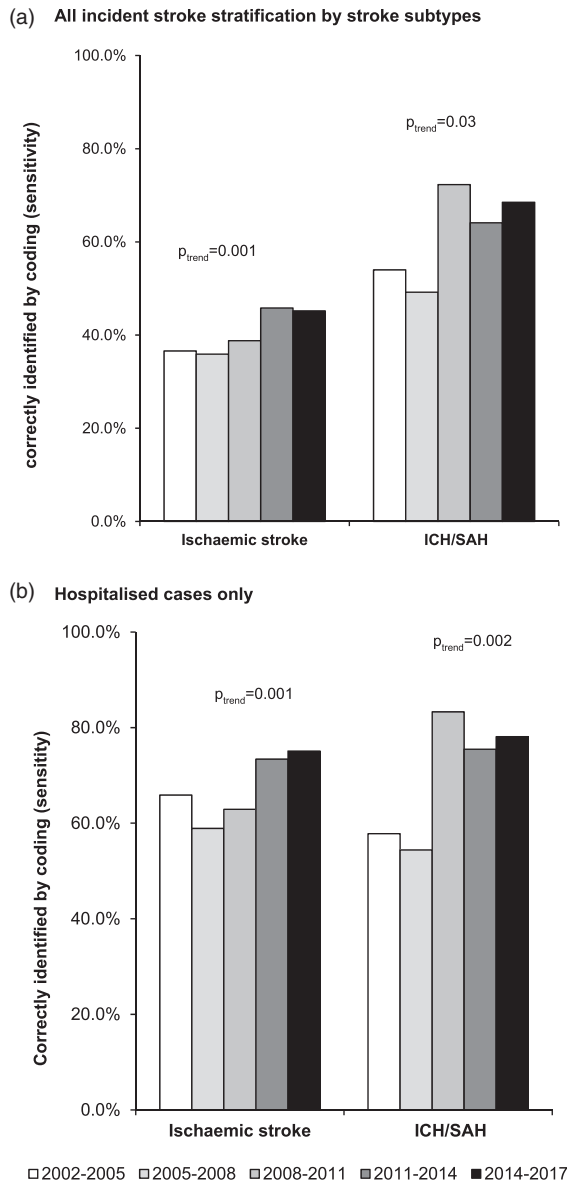 (a) All incident stroke stratification by stroke subtypes
correctly identified by coding (sensitivity)
100.0%
80.0%
60.0%
40.0%
20.0%
0.0%
ptrend=0.001
ptrend=0.03
Ischaemic stroke
ICH/SAH
(b) Hospitalised cases only
Correctly identified by coding (sensitity)
100.0%
80.0%
60.0%
40.0%
20.0%
0.0%
ptrend=0.001
ptrend=0.002
Ischaemic stroke
ICH/SAH
2002-2005 2005-2008 2008-2011 2011-2014 2014-2017